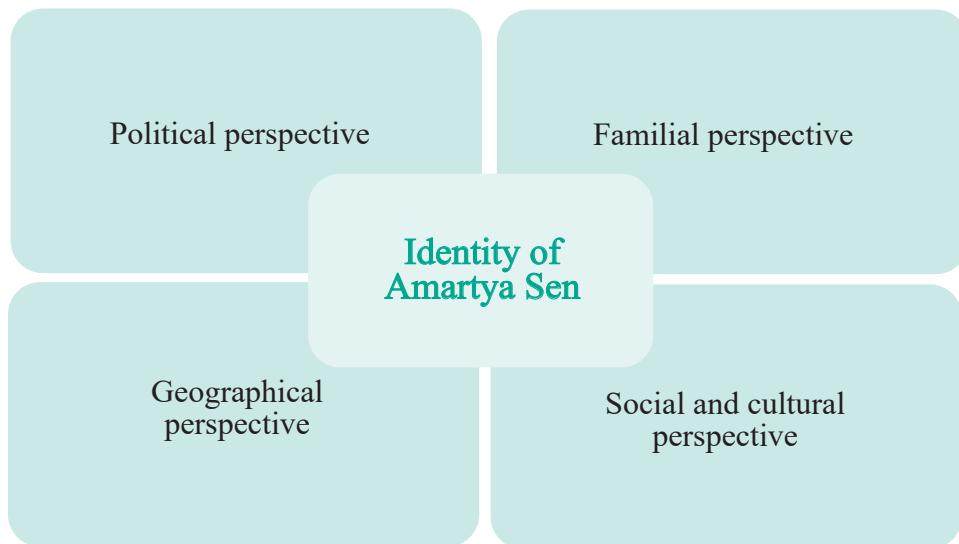 Political perspective
Familial perspective
Identity of
Amartya Sen
Geographical
perspective
Social and cultural
perspective